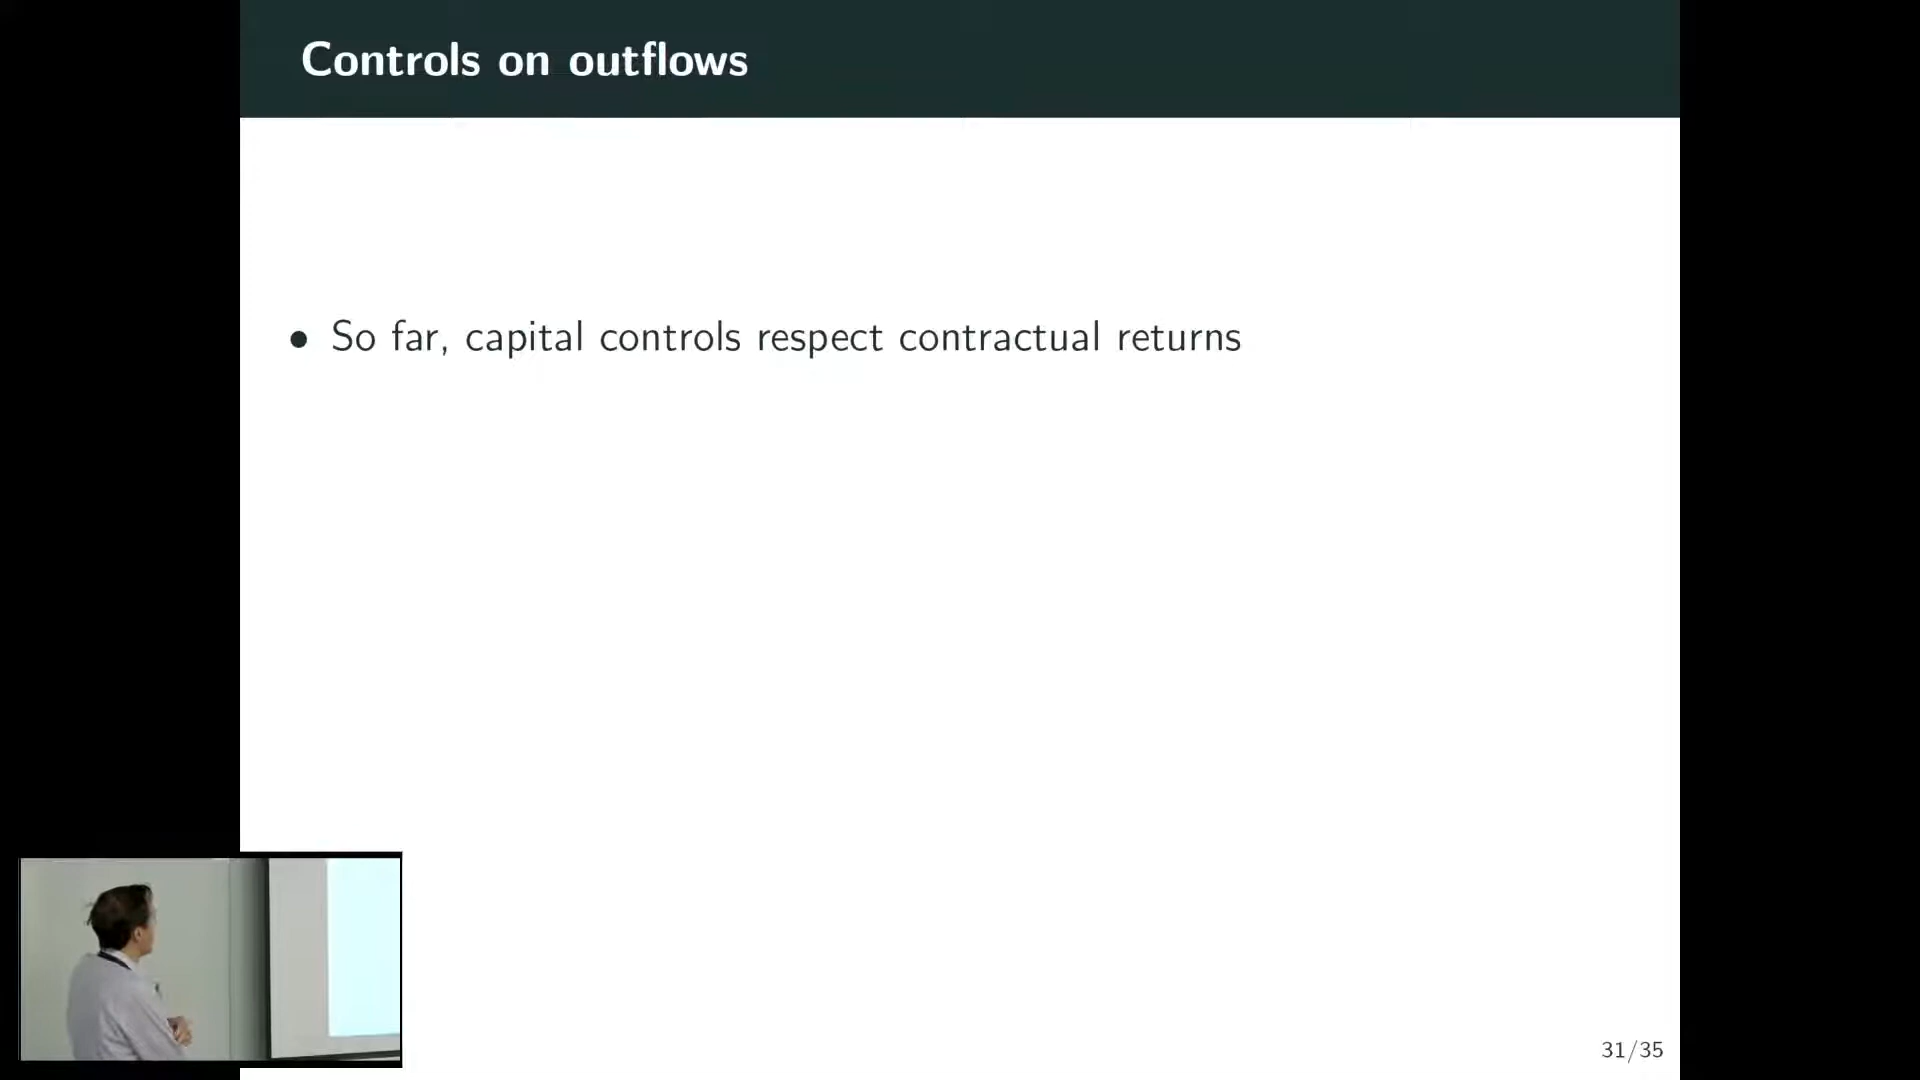 Controls on outflows
• So far, capital controls respect contractual returns
31/35